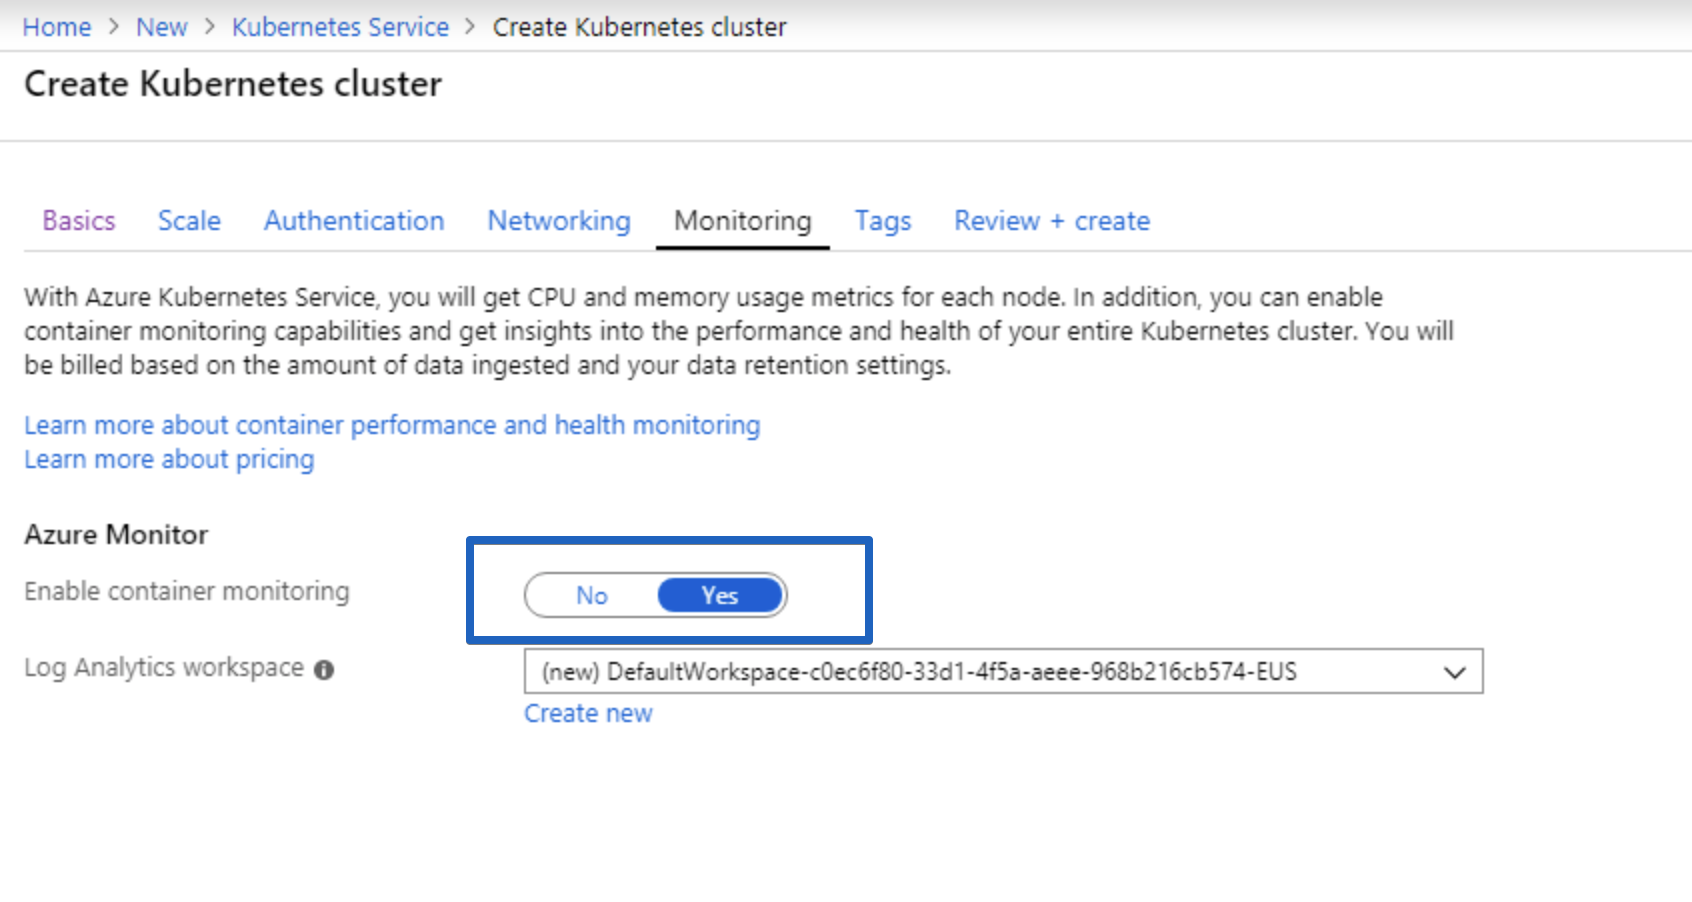 Home > New > Kubernetes Service > Create Kubernetes cluster
Create Kubernetes cluster
Basics Scale Authentication Networking Monitoring Tags Review + create
With Azure Kubernetes Service, you will get CPU and memory usage metrics for each node. In addition, you can enable
container monitoring capabilities and get insights into the performance and health of your entire Kubernetes cluster. You will
be billed based on the amount of data ingested and your data retention settings.
Learn more about container performance and health monitoring
Learn more about pricing
Azure Monitor
Enable container monitoring No Yes
Log Analytics workspace (new) DefaultWorkspace-c0ec6f80-33d1-4f5a-aeee-968b216cb574-EUS
Create new